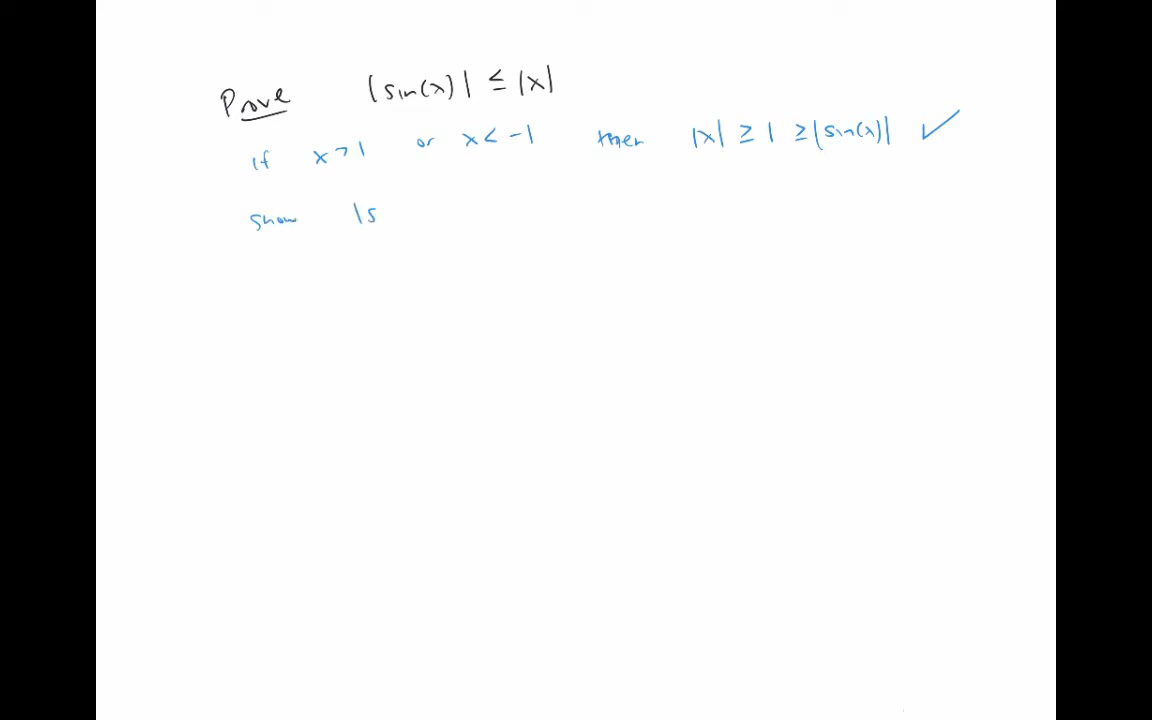 Prove |sin(x)| ≤ |x|
if x > 1 or x < -1 then |x| ≥ 1 ≥ |sin(x)| ✓
show |s